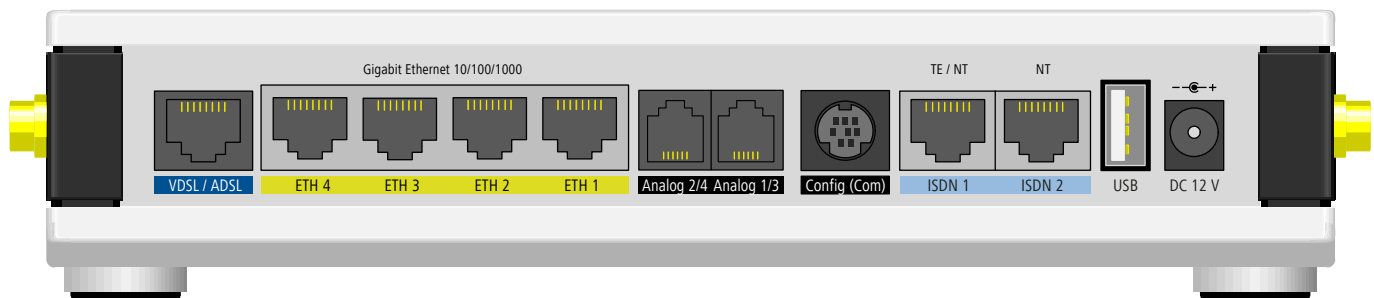 Gigabit Ethernet 10/100/1000
TE / NT
NT
VDSL / ADSL
ETH 4
ETH 3
ETH 2
ETH 1
Analog 2/4
Analog 1/3
Config (Com)
ISDN 1
ISDN 2
USB
DC 12 V